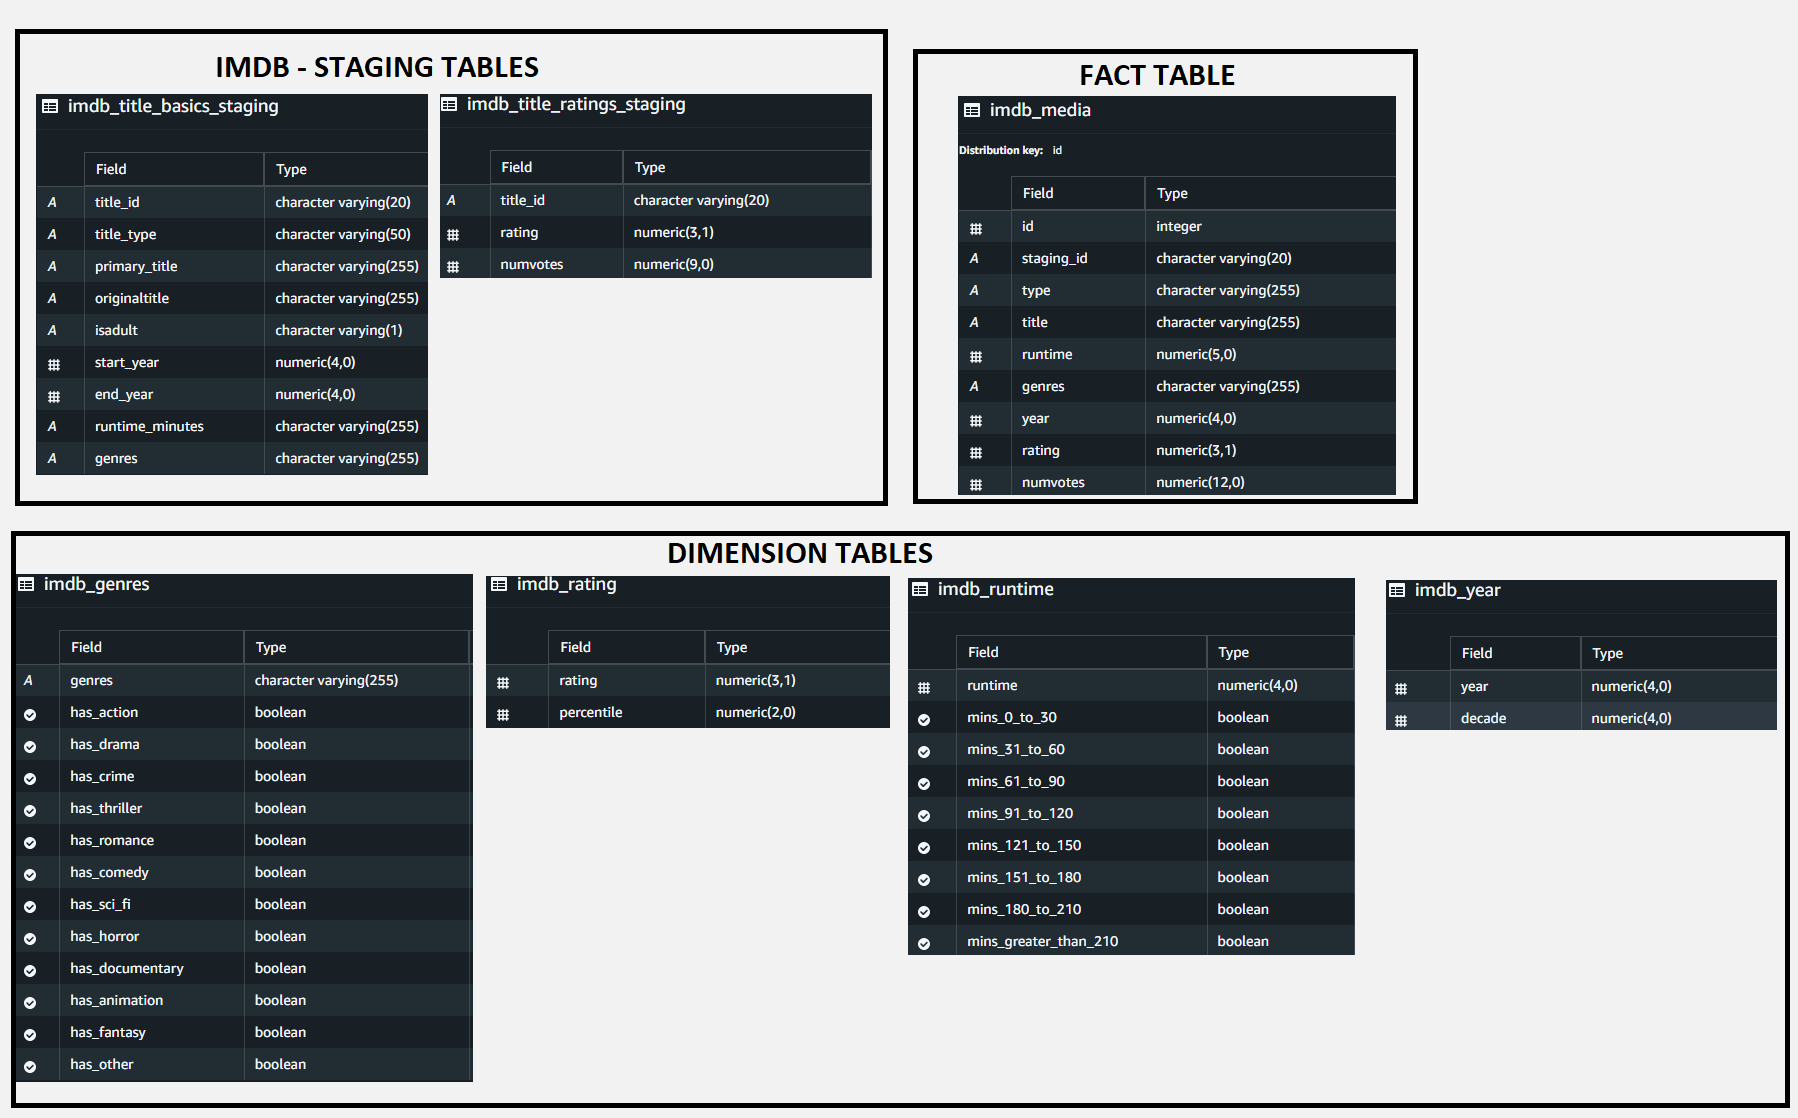 IMDB - STAGING TABLES
imdb_title_basics_staging
Field Type
title_id character varying(20)
title_type character varying(50)
primary_title character varying(255)
originaltitle character varying(255)
isadult character varying(1)
start_year numeric(4,0)
end_year numeric(4,0)
runtime_minutes character varying(255)
genres character varying(255)
imdb_title_ratings_staging
Field Type
title_id character varying(20)
rating numeric(3,1)
numvotes numeric(9,0)
FACT TABLE
imdb_media
Distribution key: id
Field Type
id integer
staging_id character varying(20)
type character varying(255)
title character varying(255)
runtime numeric(5,0)
genres character varying(255)
year numeric(4,0)
rating numeric(3,1)
numvotes numeric(12,0)
DIMENSION TABLES
imdb_genres
Field Type
genres character varying(255)
has_action boolean
has_drama boolean
has_crime boolean
has_thriller boolean
has_romance boolean
has_comedy boolean
has_sci_fi boolean
has_horror boolean
has_documentary boolean
has_animation boolean
has_fantasy boolean
has_other boolean
imdb_rating
Field Type
rating numeric(3,1)
percentile numeric(2,0)
imdb_runtime
Field Type
runtime numeric(4,0)
mins_0_to_30 boolean
mins_31_to_60 boolean
mins_61_to_90 boolean
mins_91_to_120 boolean
mins_121_to_150 boolean
mins_151_to_180 boolean
mins_180_to_210 boolean
mins_greater_than_210 boolean
imdb_year
Field Type
year numeric(4,0)
decade numeric(4,0)